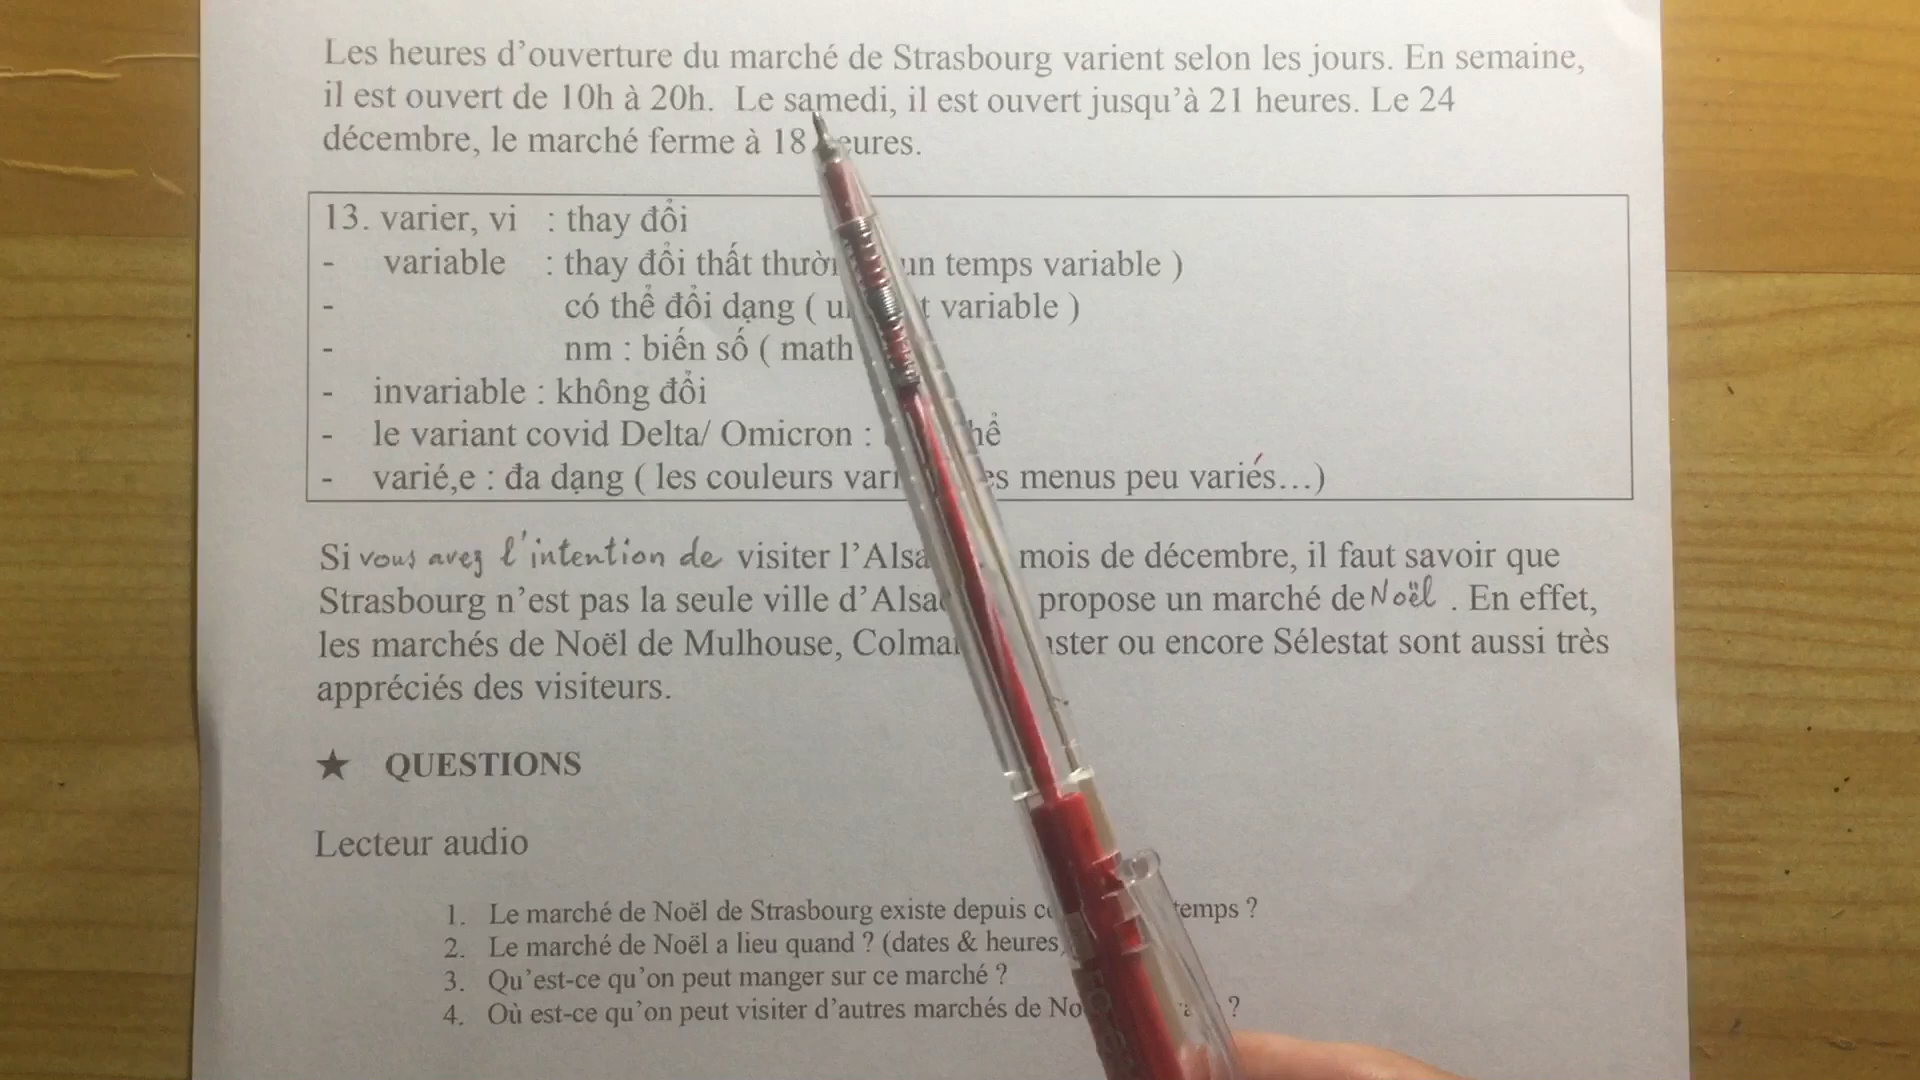 Les heures d'ouverture du marché de Strasbourg varient selon les jours. En semaine,
il est ouvert de 10h à 20h. Le samedi, il est ouvert jusqu'à 21 heures. Le 24
décembre, le marché ferme à 18 heures.
13. varier, vi : thay đổi
- variable : thay đổi thất thường un temps variable )
- có thể đổi dạng ( variable )
- nm : biến số ( math
- invariable : không đổi
- le variant covid Delta/ Omicron :
- varié,e : đa dạng ( les couleurs menus peu variés...)
Si vous avez l'intention de visiter l'Alsace mois de décembre, il faut savoir que
Strasbourg n'est pas la seule ville d'Alsace propose un marché de Noël . En effet,
les marchés de Noël de Mulhouse, Colmar ou encore Sélestat sont aussi très
appréciés des visiteurs.
★ QUESTIONS
Lecteur audio
1. Le marché de Noël de Strasbourg existe depuis temps ?
2. Le marché de Noël a lieu quand ? (dates & heures
3. Qu'est-ce qu'on peut manger sur ce marché ?
4. Où est-ce qu'on peut visiter d'autres marchés de Noël ?